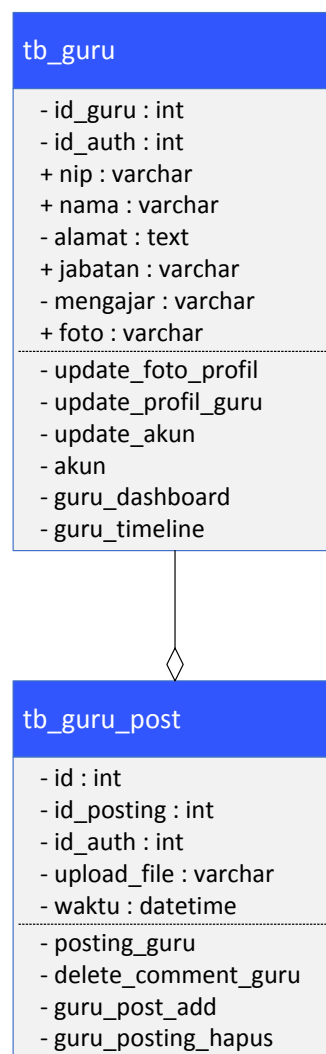 tb_guru
- id_guru : int
- id_auth : int
+ nip : varchar
+ nama : varchar
- alamat : text
+ jabatan : varchar
- mengajar : varchar
+ foto : varchar
- update_foto_profil
- update_profil_guru
- update_akun
- akun
- guru_dashboard
- guru_timeline
tb_guru_post
- id : int
- id_posting : int
- id_auth : int
- upload_file : varchar
- waktu : datetime
- posting_guru
- delete_comment_guru
- guru_post_add
- guru_posting_hapus